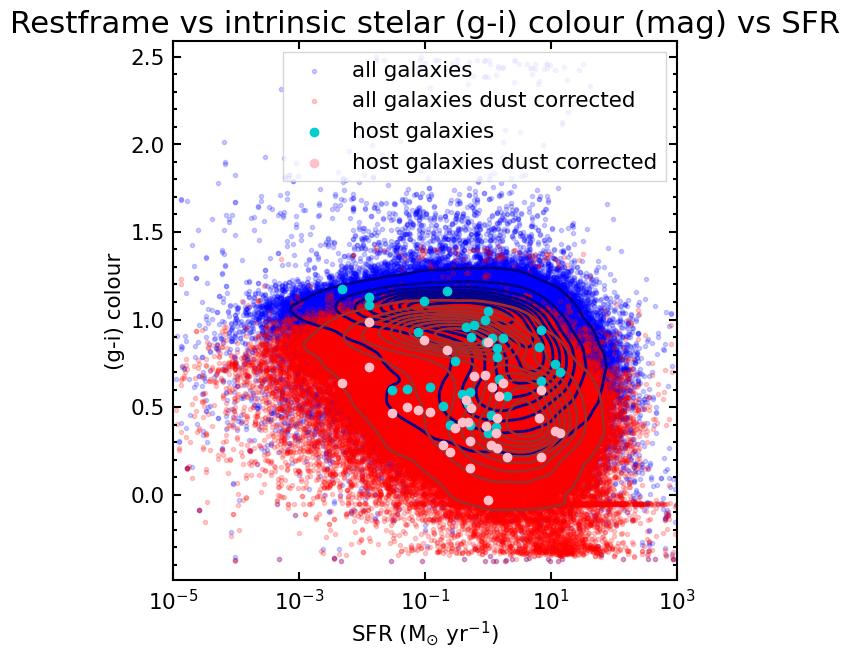 Restframe vs intrinsic stelar (g-i) colour (mag) vs SFR
all galaxies
all galaxies dust corrected
host galaxies
host galaxies dust corrected
2.5
2.0
1.5
1.0
0.5
0.0
(g-i) colour
10⁻⁵ 10⁻³ 10⁻¹ 10¹ 10³
SFR (M⊙ yr⁻¹)